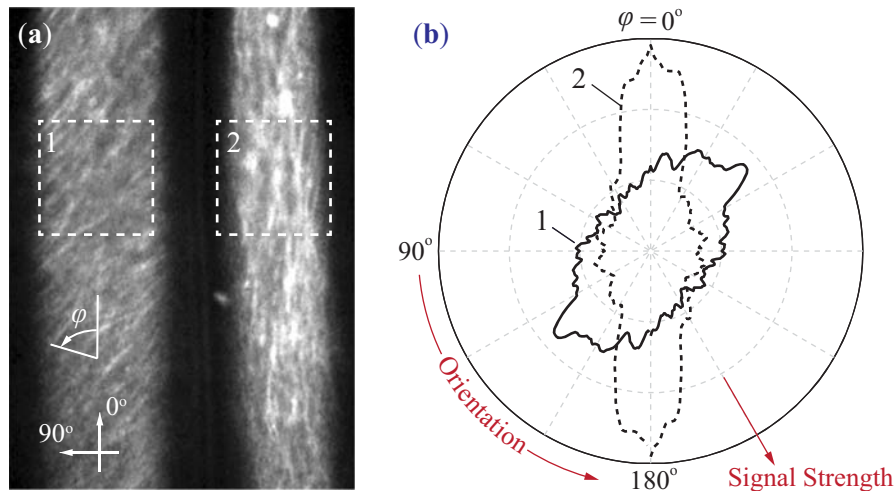 (a)
1
2
φ
0°
90°
(b)
φ = 0°
2
1
90°
Orientation
180°
Signal Strength